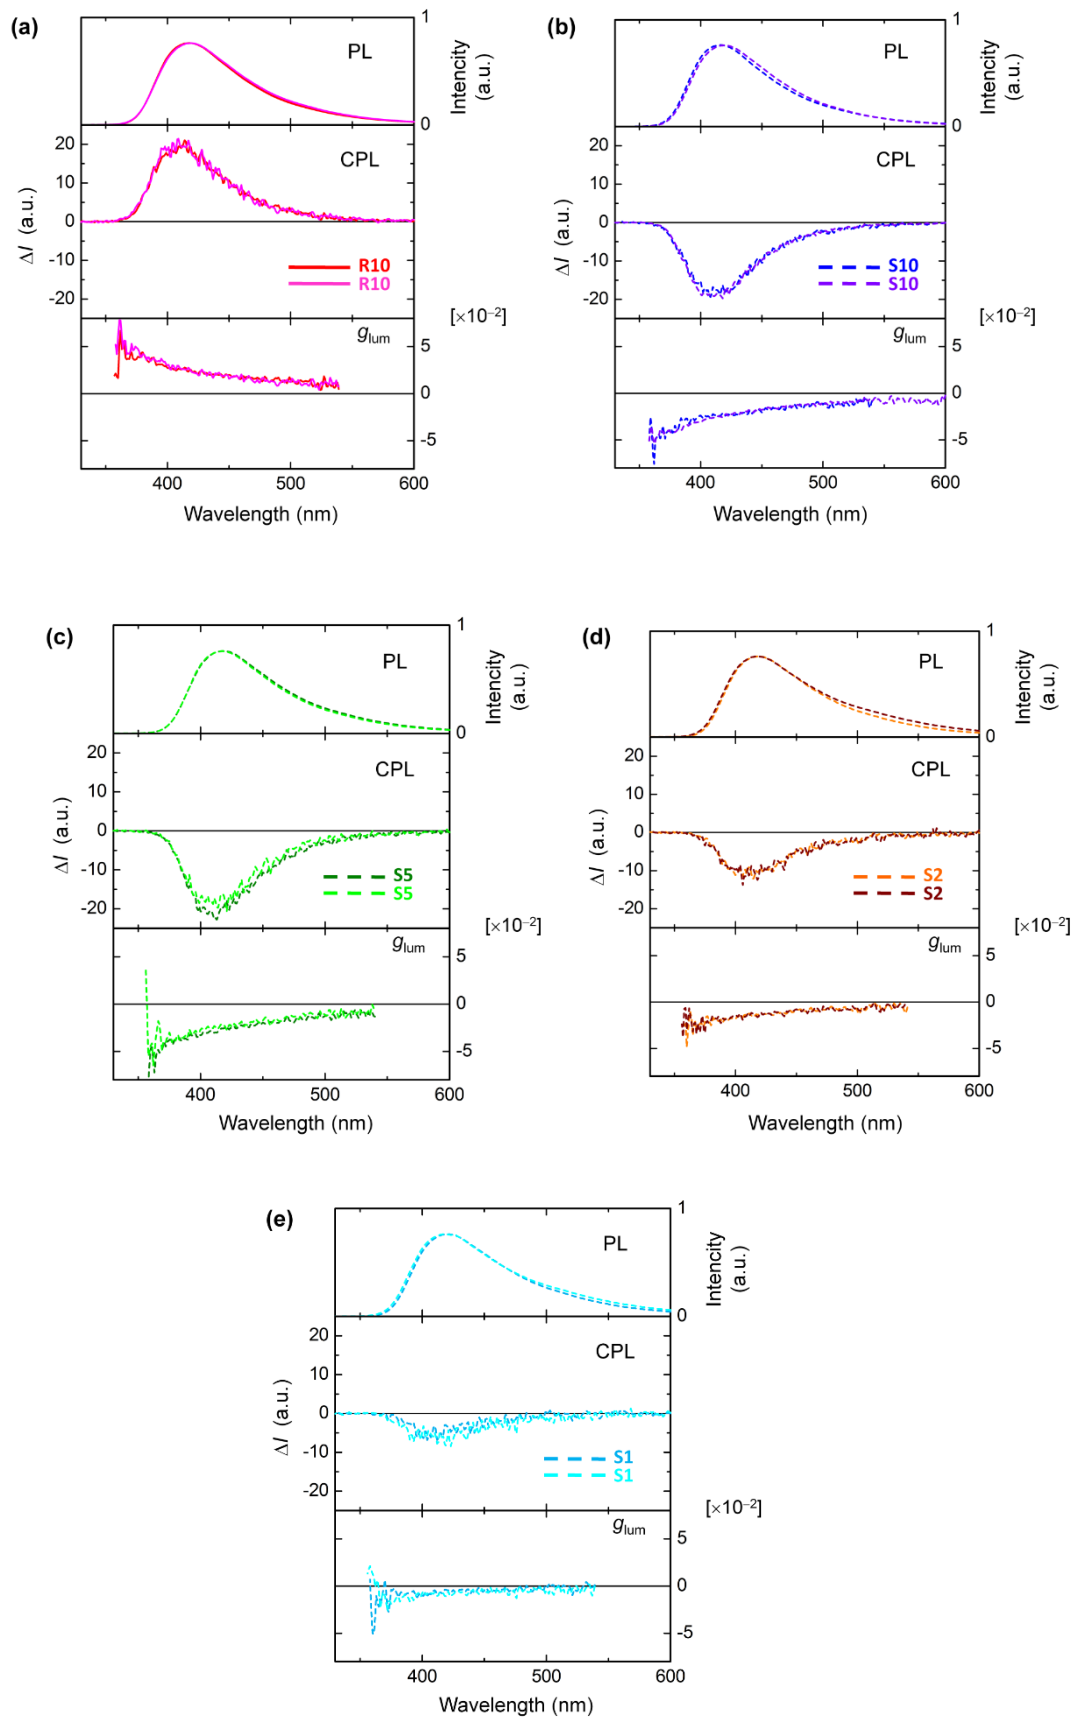 (a)
PL
1
0
Intencity
(a.u.)
20
10
0
-10
-20
ΔI (a.u.)
CPL
R10
R10
[×10⁻²]
g_lum
5
0
-5
400
500
600
Wavelength (nm)
(b)
PL
1
0
Intencity
(a.u.)
20
10
0
-10
-20
ΔI (a.u.)
CPL
S10
S10
[×10⁻²]
g_lum
5
0
-5
400
500
600
Wavelength (nm)
(c)
PL
1
0
Intencity
(a.u.)
20
10
0
-10
-20
ΔI (a.u.)
CPL
S5
S5
[×10⁻²]
g_lum
5
0
-5
400
500
600
Wavelength (nm)
(d)
PL
1
0
Intencity
(a.u.)
20
10
0
-10
-20
ΔI (a.u.)
CPL
S2
S2
[×10⁻²]
g_lum
5
0
-5
400
500
600
Wavelength (nm)
(e)
PL
1
0
Intencity
(a.u.)
20
10
0
-10
-20
ΔI (a.u.)
CPL
S1
S1
[×10⁻²]
g_lum
5
0
-5
400
500
600
Wavelength (nm)